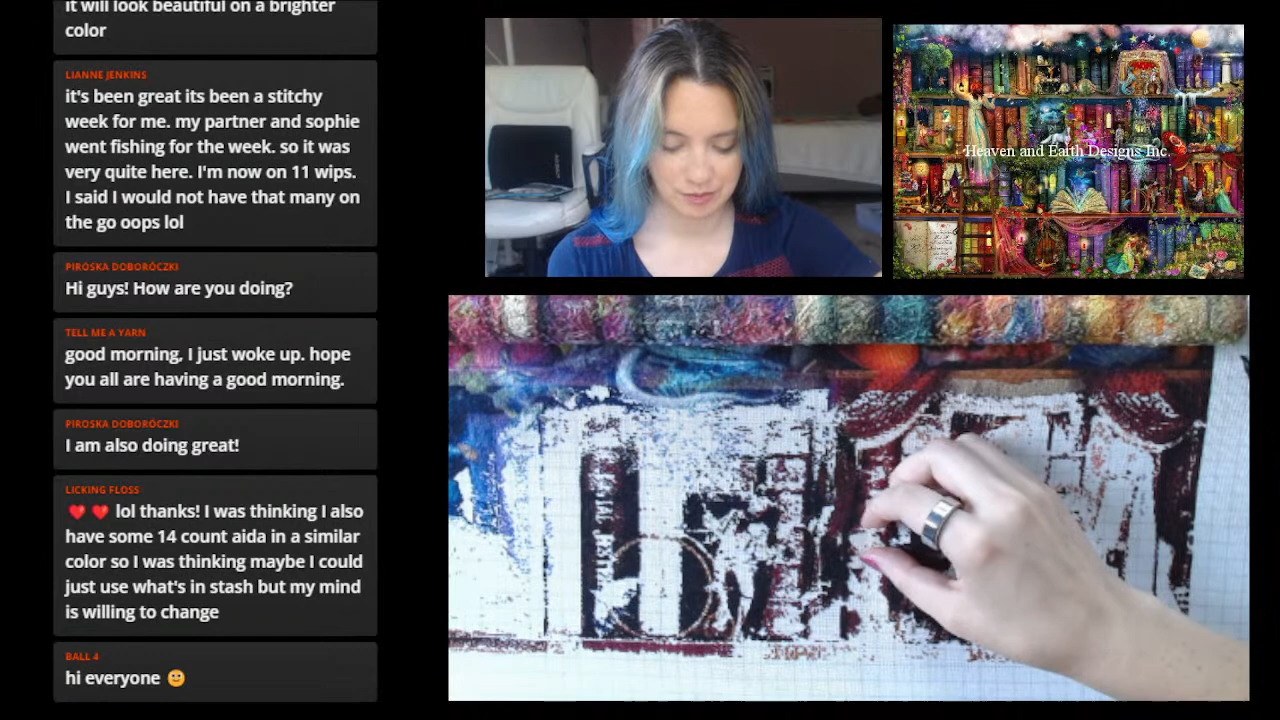 it will look beautiful on a brighter
color
LIANNE JENKINS
it's been great its been a stitchy
week for me. my partner and sophie
went fishing for the week. so it was
very quite here. I'm now on 11 wips.
I said I would not have that many on
the go oops lol
PIROSKA DOBORÓCZKI
Hi guys! How are you doing?
TELL ME A YARN
good morning, I just woke up. hope
you all are having a good morning.
PIROSKA DOBORÓCZKI
I am also doing great!
LICKING FLOSS
❤️ ❤️ lol thanks! I was thinking I also
have some 14 count aida in a similar
color so I was thinking maybe I could
just use what's in stash but my mind
is willing to change
BALL 4
hi everyone 🙂
Heaven and Earth Designs Inc.